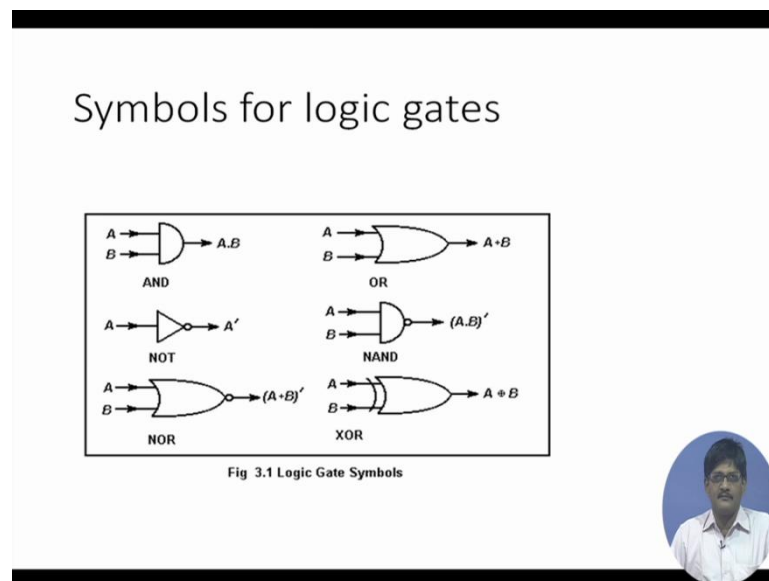 Symbols for logic gates
A
B
A.B
AND
A
B
A+B
OR
A
A′
NOT
A
B
(A.B)′
NAND
A
B
(A+B)′
NOR
A
B
A ⊕ B
XOR
Fig 3.1 Logic Gate Symbols